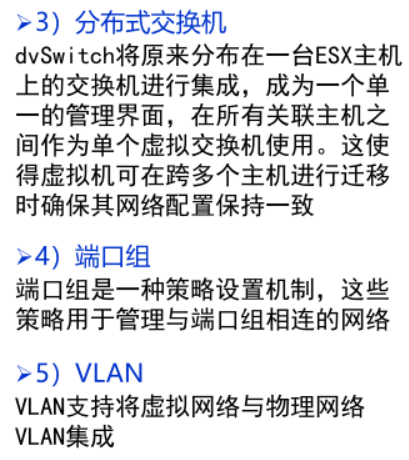 ➢3）分布式交换机
dvSwitch将原来分布在一台ESX主机
上的交换机进行集成，成为一个单
一的管理界面，在所有关联主机之
间作为单个虚拟交换机使用。这使
得虚拟机可在跨多个主机进行迁移
时确保其网络配置保持一致
➢4）端口组
端口组是一种策略设置机制，这些
策略用于管理与端口组相连的网络
➢5）VLAN
VLAN支持将虚拟网络与物理网络
VLAN集成